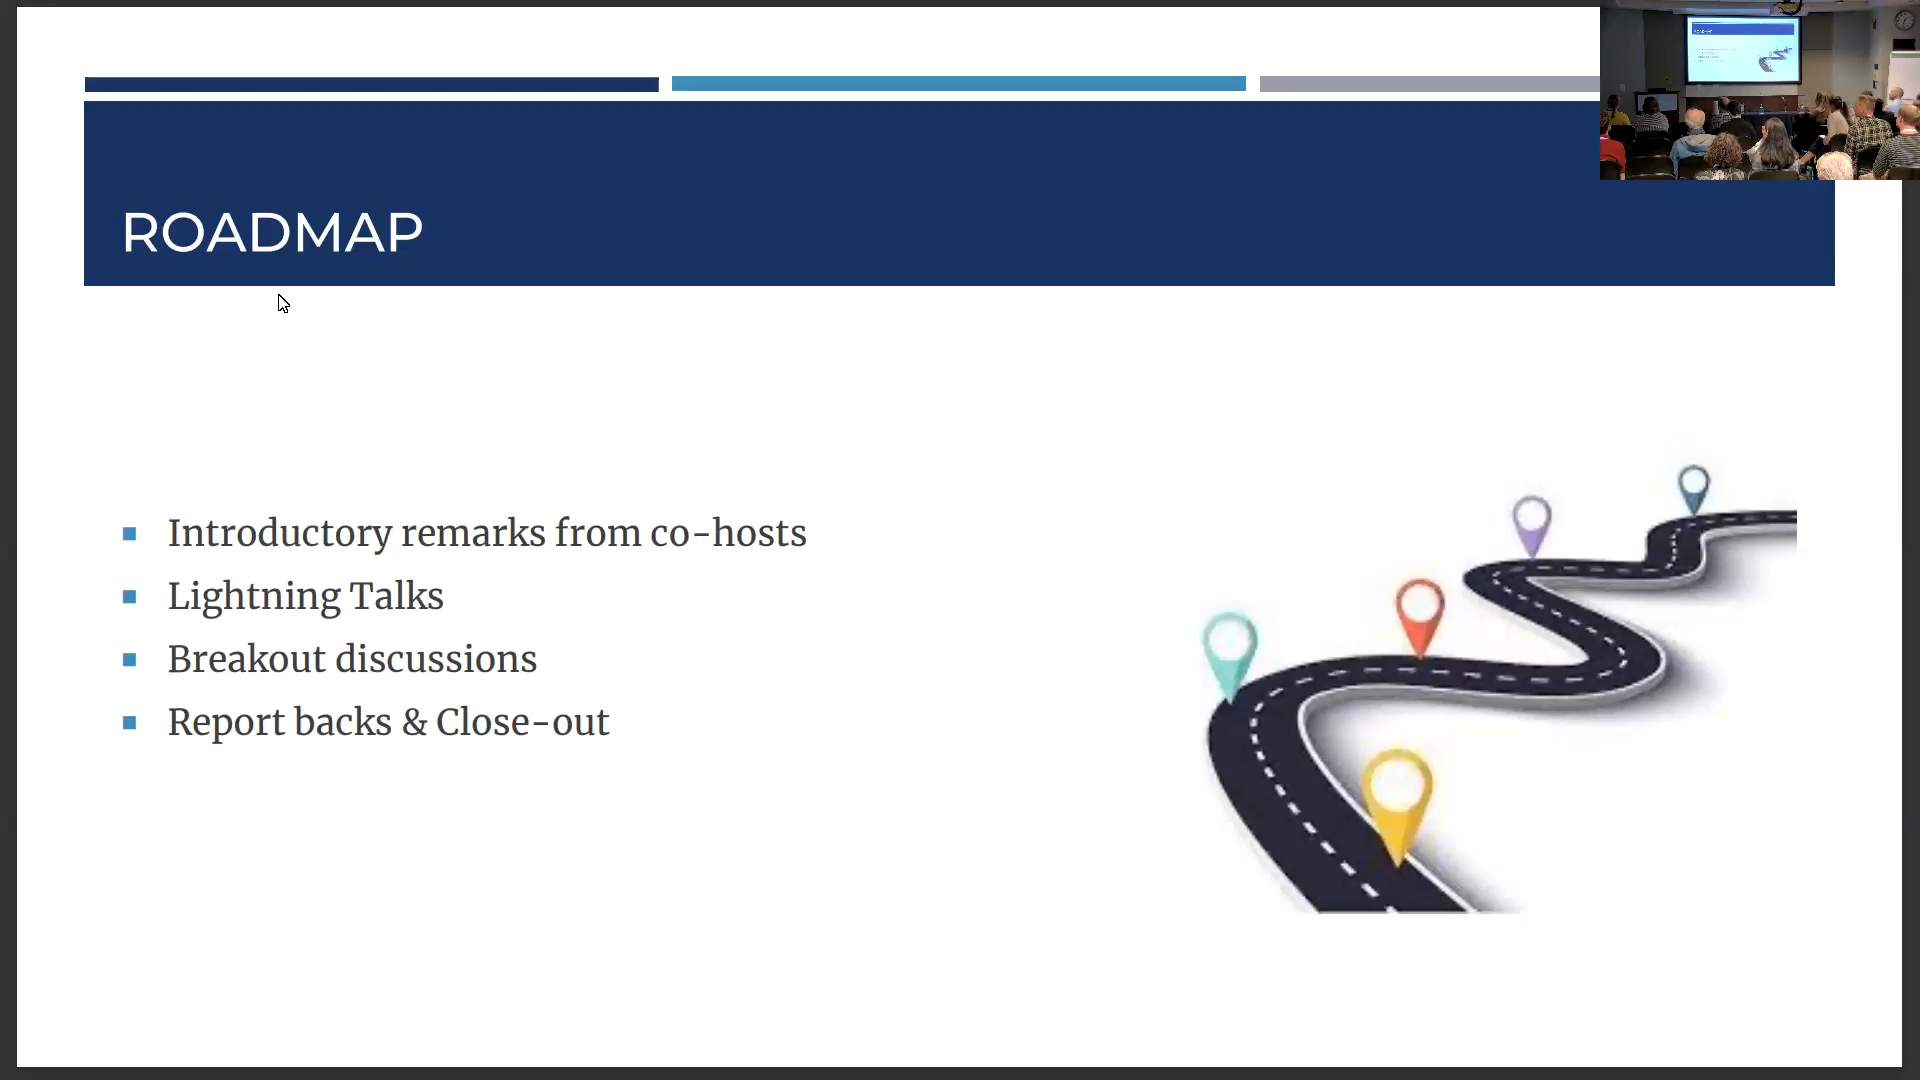 ROADMAP
Introductory remarks from co-hosts
Lightning Talks
Breakout discussions
Report backs & Close-out